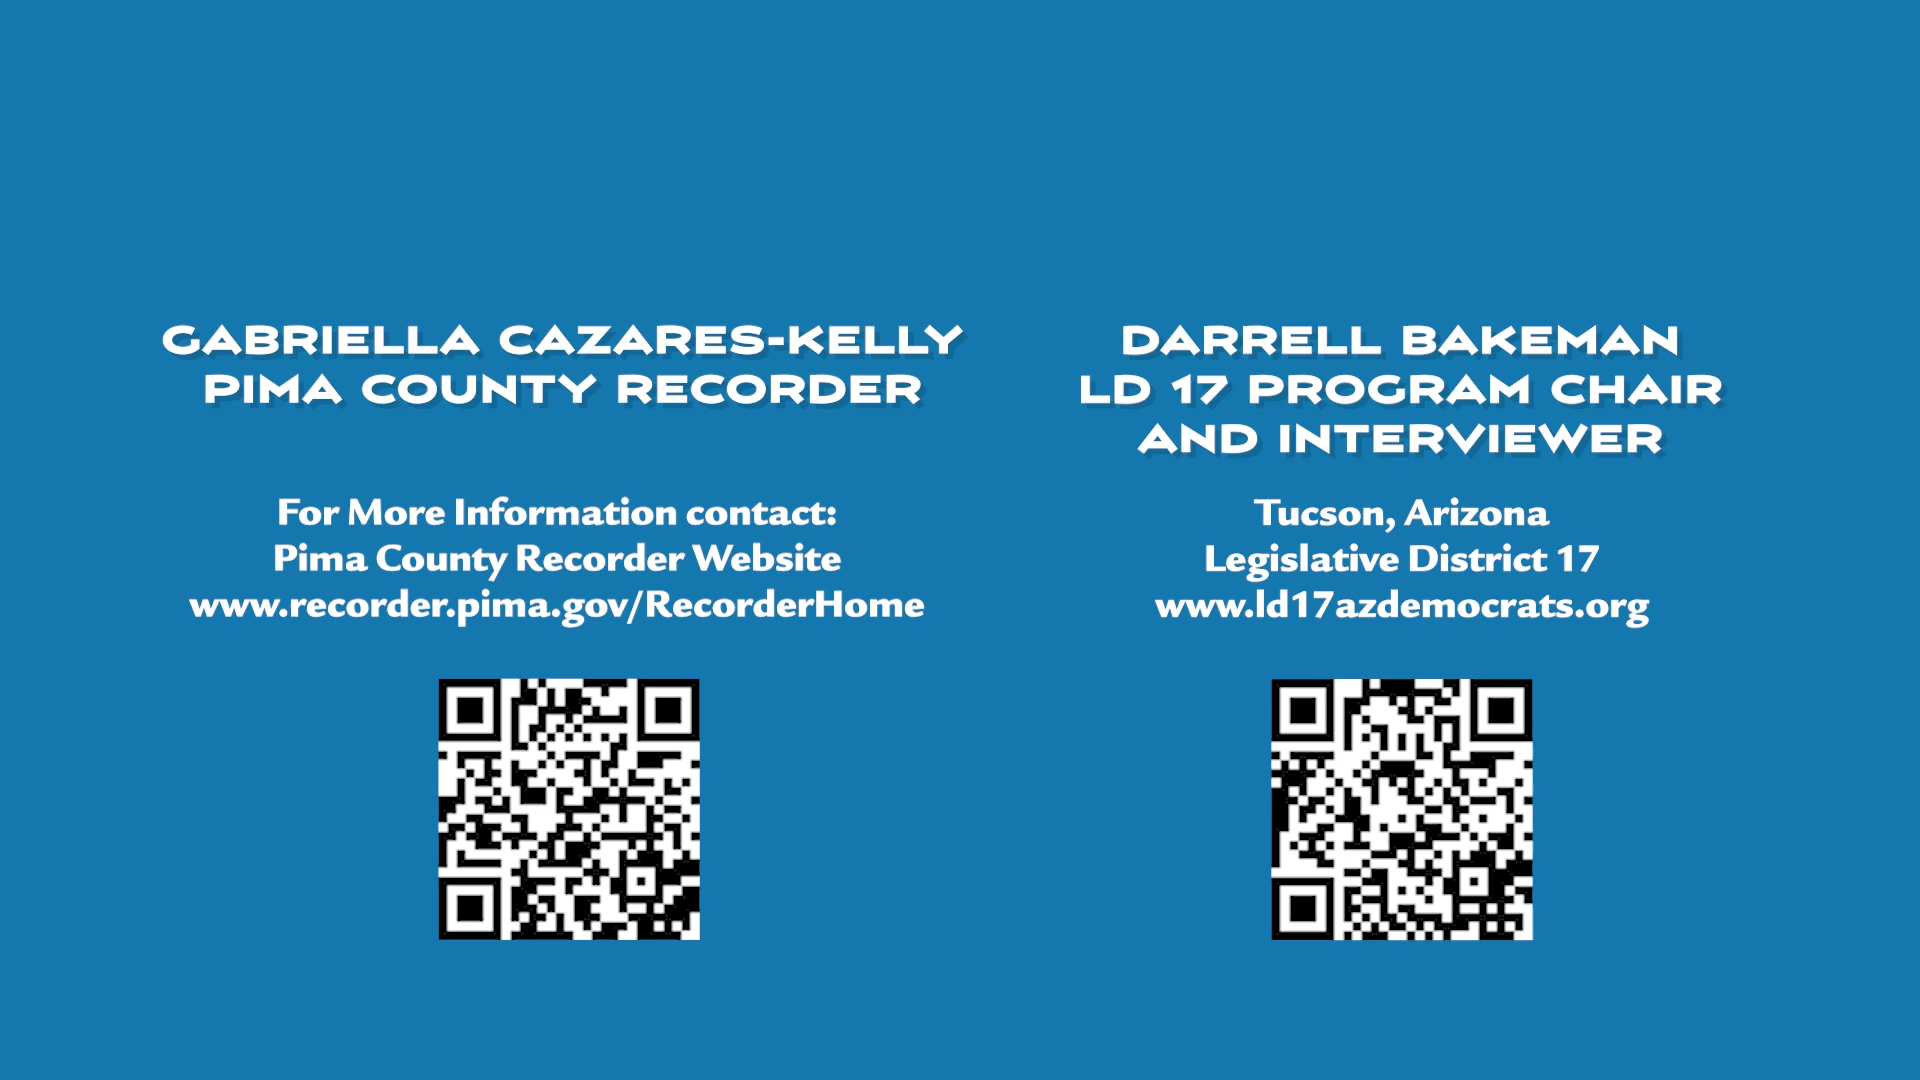 GABRIELLA CAZARES-KELLY
PIMA COUNTY RECORDER
For More Information contact:
Pima County Recorder Website
www.recorder.pima.gov/RecorderHome
DARRELL BAKEMAN
LD 17 PROGRAM CHAIR
AND INTERVIEWER
Tucson, Arizona
Legislative District 17
www.ld17azdemocrats.org